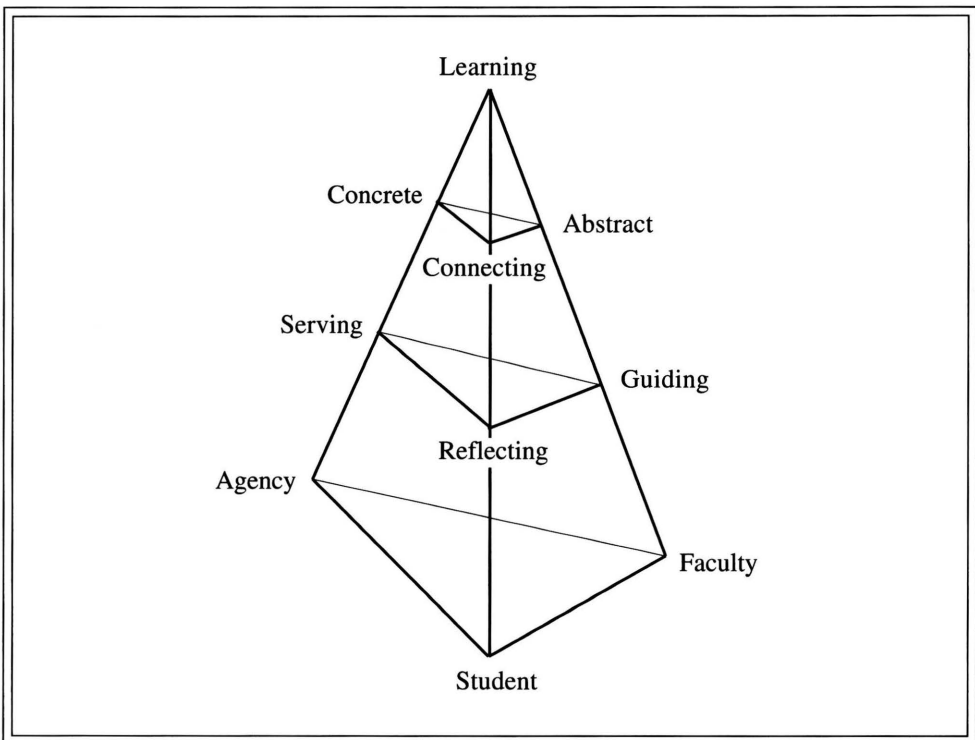 Learning
Concrete
Abstract
Connecting
Serving
Guiding
Reflecting
Agency
Faculty
Student